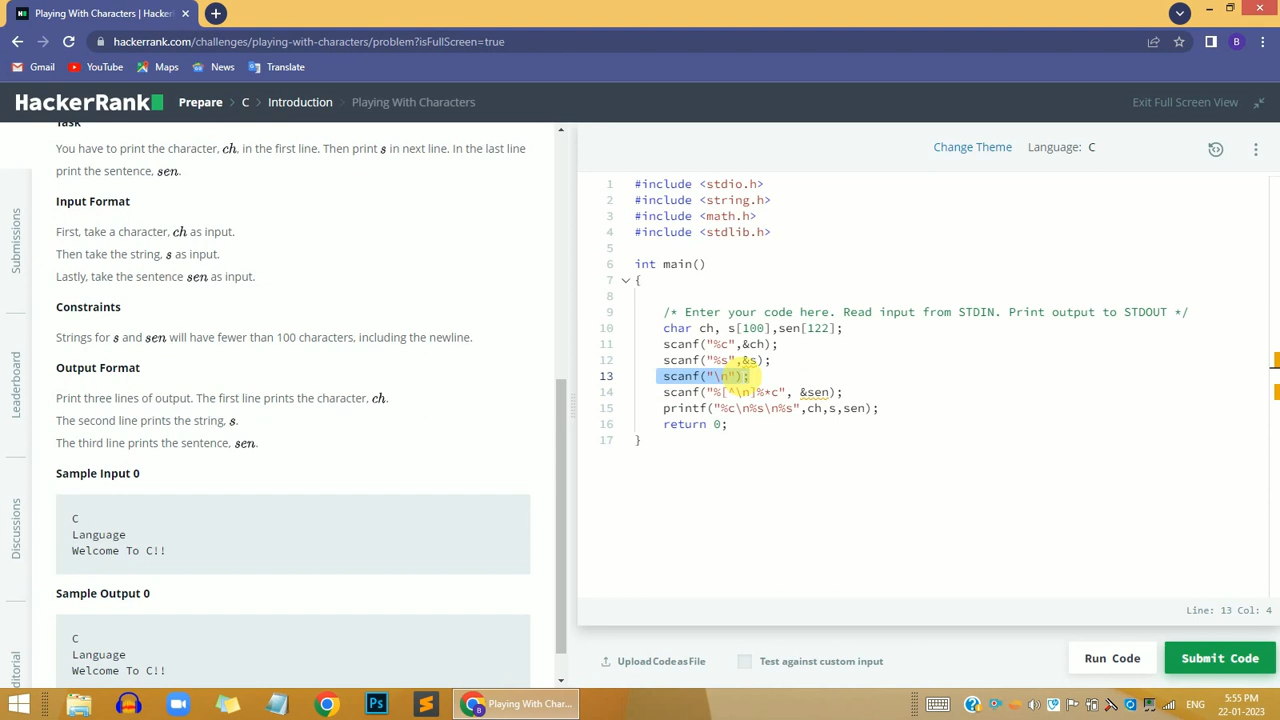 Playing With Characters | Hacker
hackerrank.com/challenges/playing-with-characters/problem?isFullScreen=true
B
Gmail YouTube Maps News Translate
HackerRank Prepare > C > Introduction > Playing With Characters Exit Full Screen View
Task
You have to print the character, ch, in the first line. Then print s in next line. In the last line
print the sentence, sen.
Input Format
First, take a character, ch as input.
Then take the string, s as input.
Lastly, take the sentence sen as input.
Constraints
Strings for s and sen will have fewer than 100 characters, including the newline.
Output Format
Print three lines of output. The first line prints the character, ch.
The second line prints the string, s.
The third line prints the sentence, sen.
Sample Input 0
C
Language
Welcome To C!!
Sample Output 0
C
Language
Welcome To C!!
Submissions
Leaderboard
Discussions
Editorial
Change Theme Language: C
1 #include <stdio.h>
2 #include <string.h>
3 #include <math.h>
4 #include <stdlib.h>
5
6 int main()
7 {
8
9 /* Enter your code here. Read input from STDIN. Print output to STDOUT */
10 char ch, s[100],sen[122];
11 scanf("%c",&ch);
12 scanf("%s",&s);
13 scanf("\n");
14 scanf("%[^\n]%*c", &sen);
15 printf("%c\n%s\n%s",ch,s,sen);
16 return 0;
17 }
Line: 13 Col: 4
Upload Code as File Test against custom input Run Code Submit Code
Playing With Char...
ENG
5:55 PM
22-01-2023